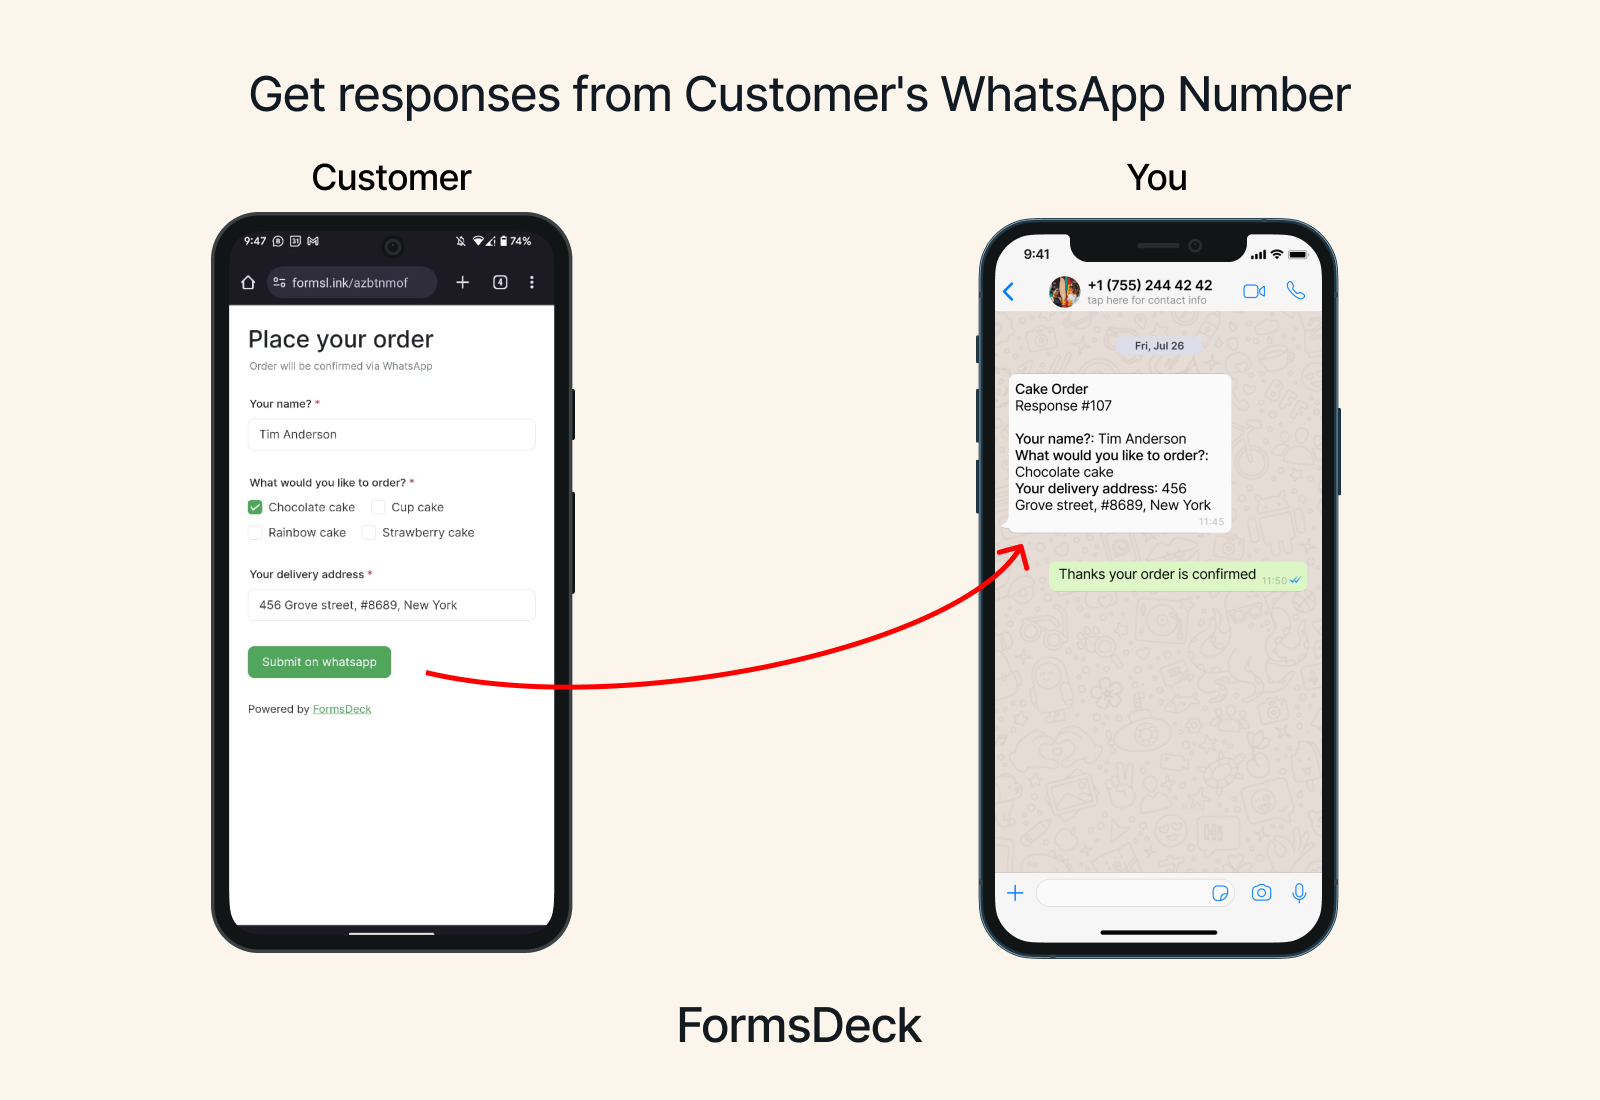 Get responses from Customer's WhatsApp Number
Customer
9:47
31
74%
formsl.ink/azbtnmof
4
Place your order
Order will be confirmed via WhatsApp
Your name? *
Tim Anderson
What would you like to order? *
Chocolate cake
Cup cake
Rainbow cake
Strawberry cake
Your delivery address *
456 Grove street, #8689, New York
Submit on whatsapp
Powered by FormsDeck
You
9:41
+1 (755) 244 42 42
tap here for contact info
Fri, Jul 26
Cake Order
Response #107
Your name?: Tim Anderson
What would you like to order?:
Chocolate cake
Your delivery address: 456
Grove street, #8689, New York
11:45
Thanks your order is confirmed 11:50
Hi
FormsDeck